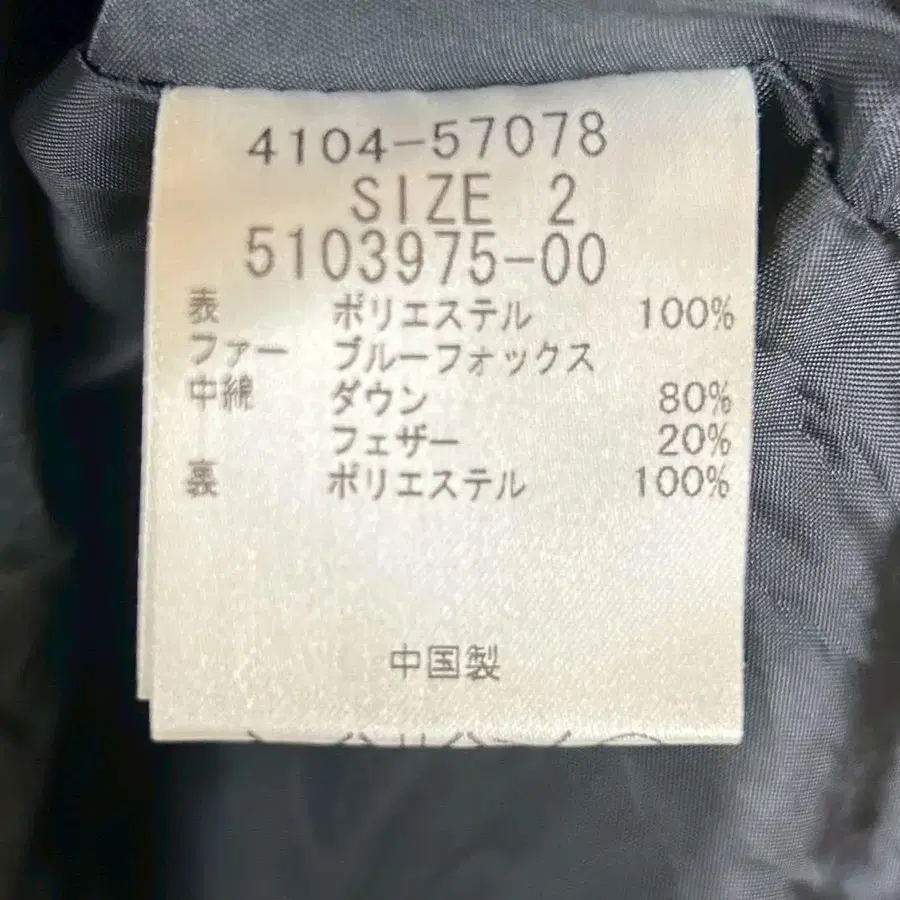 4104-57078
SIZE 2
5103975-00
表 ポリエステル 100%
ファー ブルーフォックス
中綿 ダウン 80%
フェザー 20%
裏 ポリエステル 100%
中国製